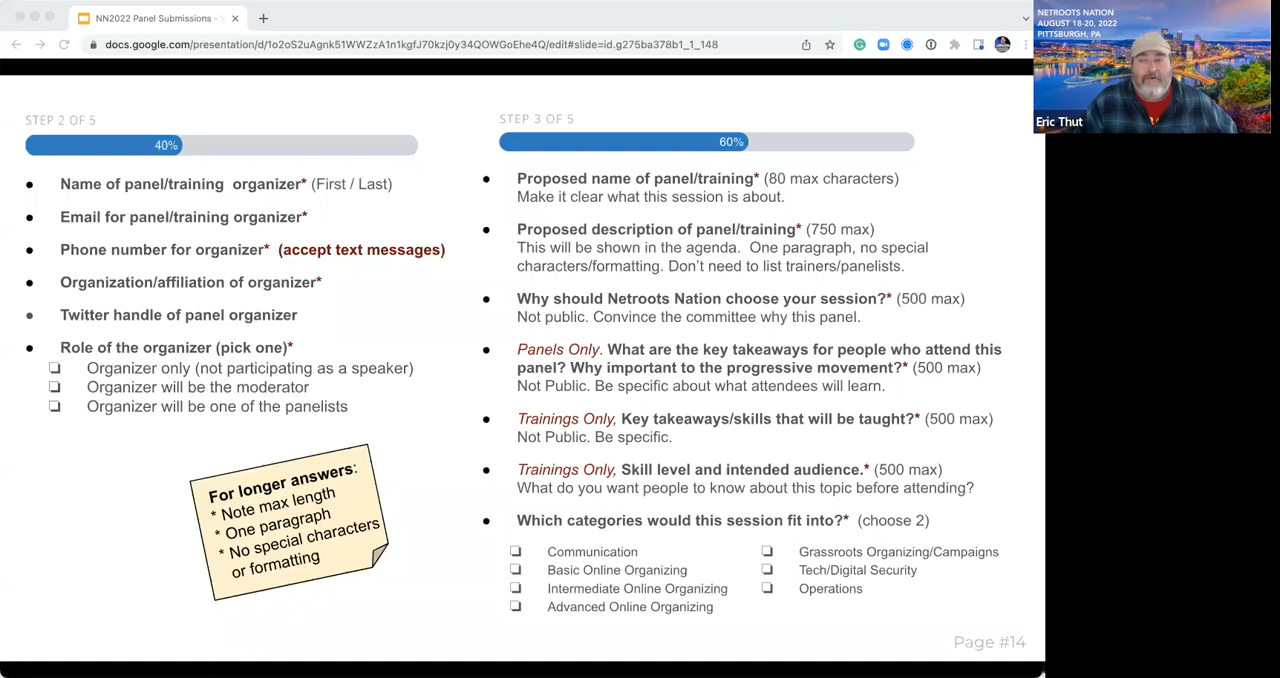 NN2022 Panel Submissions -
docs.google.com/presentation/d/1o2oS2uAgnk51WWZzA1n1kgfJ70kzj0y34QOWGoEhe4Q/edit#slide=id.g275ba378b1_1_148
NETROOTS NATION
AUGUST 18-20, 2022
PITTSBURGH, PA
Eric Thut
STEP 2 OF 5
40%
● Name of panel/training organizer* (First / Last)
● Email for panel/training organizer*
● Phone number for organizer* (accept text messages)
● Organization/affiliation of organizer*
● Twitter handle of panel organizer
● Role of the organizer (pick one)*
❏ Organizer only (not participating as a speaker)
❏ Organizer will be the moderator
❏ Organizer will be one of the panelists
For longer answers:
* Note max length
* One paragraph
* No special characters
or formatting
STEP 3 OF 5
60%
● Proposed name of panel/training* (80 max characters)
Make it clear what this session is about.
● Proposed description of panel/training* (750 max)
This will be shown in the agenda. One paragraph, no special
characters/formatting. Don't need to list trainers/panelists.
● Why should Netroots Nation choose your session?* (500 max)
Not public. Convince the committee why this panel.
● Panels Only. What are the key takeaways for people who attend this
panel? Why important to the progressive movement?* (500 max)
Not Public. Be specific about what attendees will learn.
● Trainings Only, Key takeaways/skills that will be taught?* (500 max)
Not Public. Be specific.
● Trainings Only, Skill level and intended audience.* (500 max)
What do you want people to know about this topic before attending?
● Which categories would this session fit into?* (choose 2)
❏ Communication
❏ Basic Online Organizing
❏ Intermediate Online Organizing
❏ Advanced Online Organizing
❏ Grassroots Organizing/Campaigns
❏ Tech/Digital Security
❏ Operations
Page #14